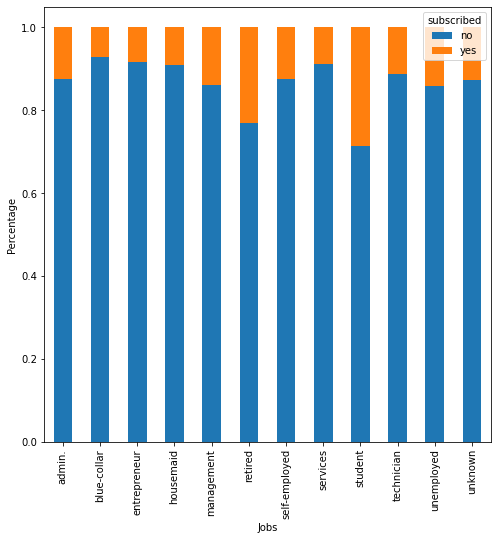 subscribed
no
yes
1.0
0.8
0.6
0.4
0.2
0.0
Percentage
admin.
blue-collar
entrepreneur
housemaid
management
retired
self-employed
services
student
technician
unemployed
unknown
Jobs